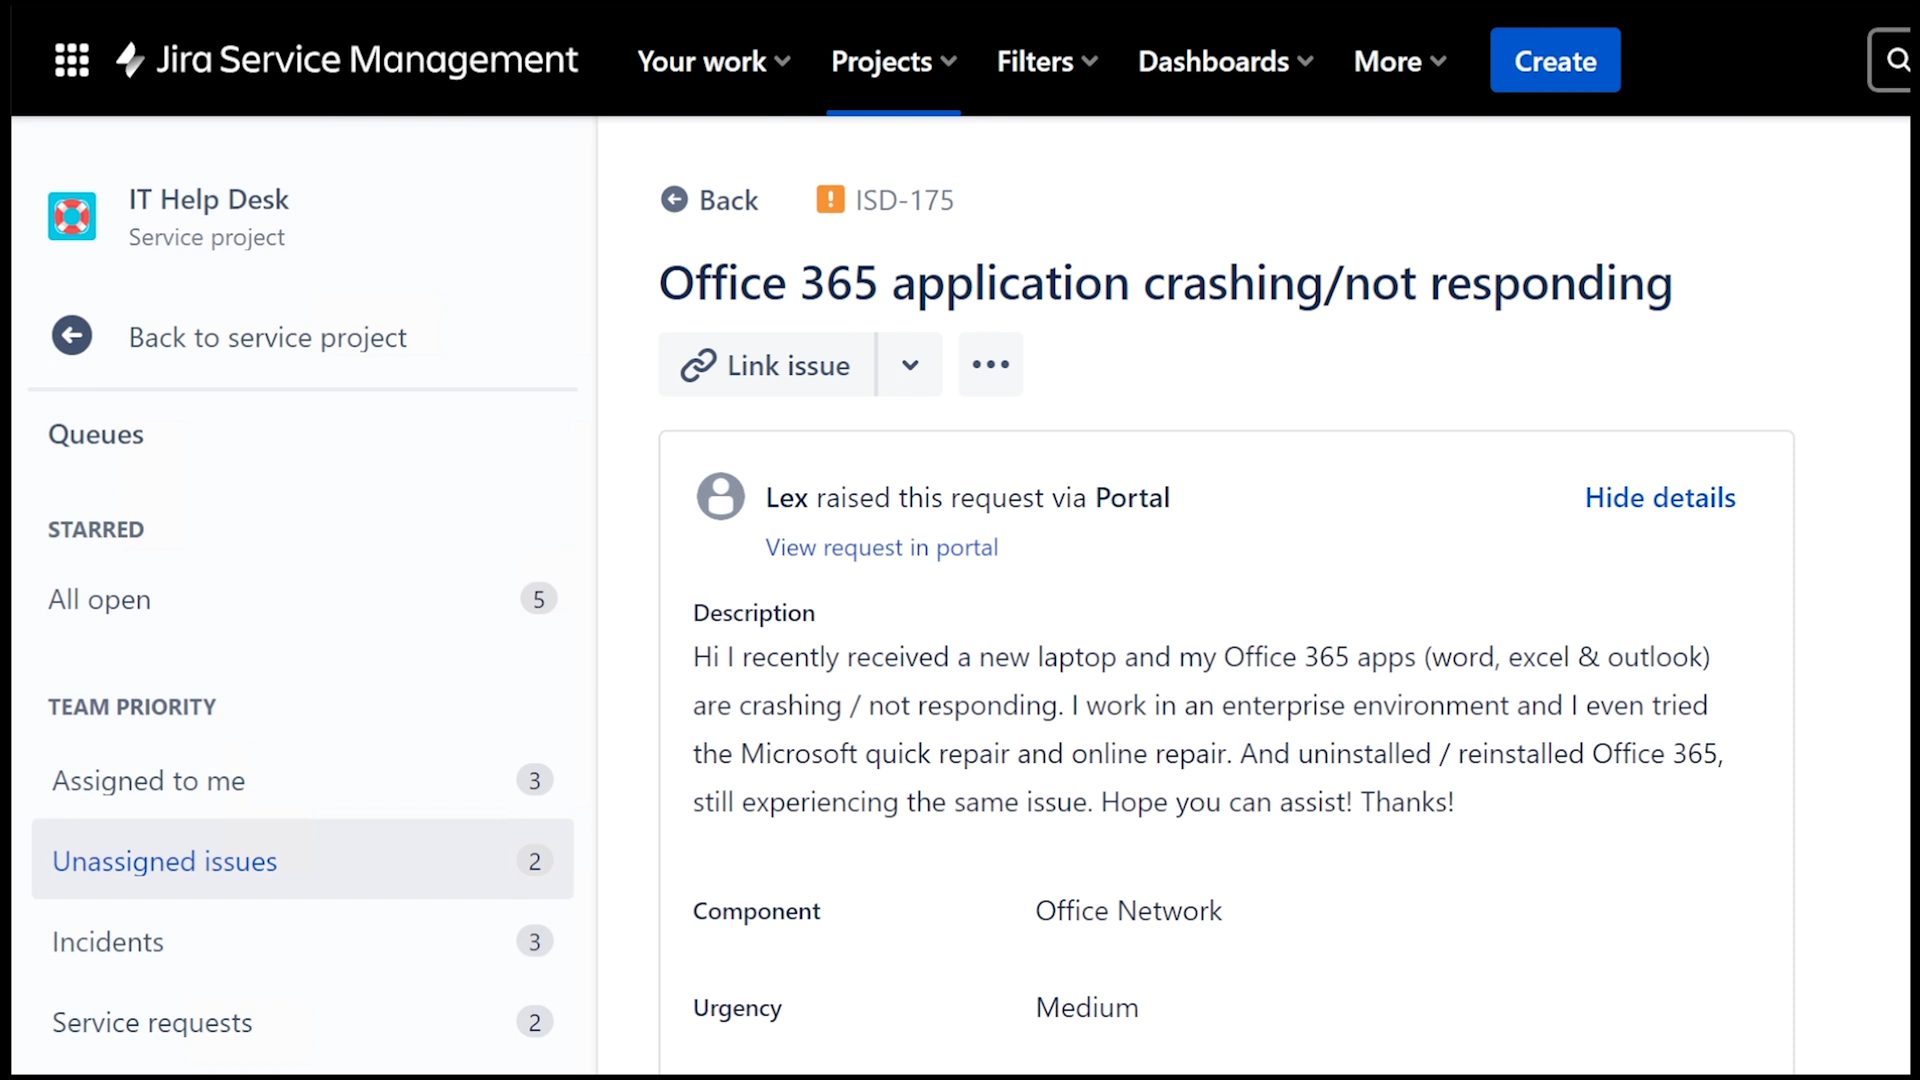 Jira Service Management
Your work
Projects
Filters
Dashboards
More
Create
IT Help Desk
Service project
Back to service project
Queues
STARRED
All open 5
TEAM PRIORITY
Assigned to me 3
Unassigned issues 2
Incidents 3
Service requests 2
Back
ISD-175
Office 365 application crashing/not responding
Link issue
Lex raised this request via Portal
Hide details
View request in portal
Description
Hi I recently received a new laptop and my Office 365 apps (word, excel & outlook)
are crashing / not responding. I work in an enterprise environment and I even tried
the Microsoft quick repair and online repair. And uninstalled / reinstalled Office 365,
still experiencing the same issue. Hope you can assist! Thanks!
Component Office Network
Urgency Medium